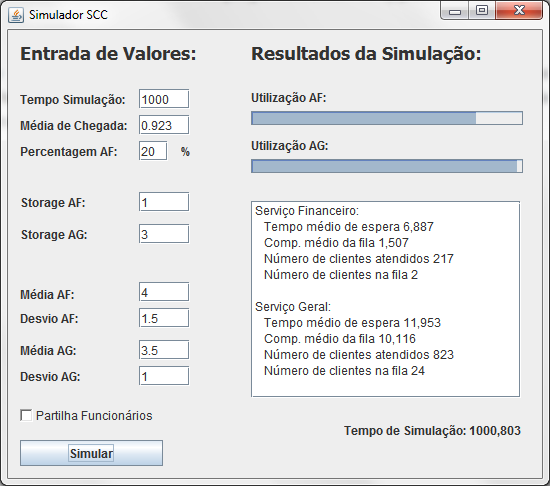 Simulador SCC
Entrada de Valores:
Tempo Simulação: 1000
Média de Chegada: 0.923
Percentagem AF: 20 %
Storage AF: 1
Storage AG: 3
Média AF: 4
Desvio AF: 1.5
Média AG: 3.5
Desvio AG: 1
Partilha Funcionários
Simular
Resultados da Simulação:
Utilização AF:
Utilização AG:
Serviço Financeiro:
Tempo médio de espera 6,887
Comp. médio da fila 1,507
Número de clientes atendidos 217
Número de clientes na fila 2
Serviço Geral:
Tempo médio de espera 11,953
Comp. médio da fila 10,116
Número de clientes atendidos 823
Número de clientes na fila 24
Tempo de Simulação: 1000,803